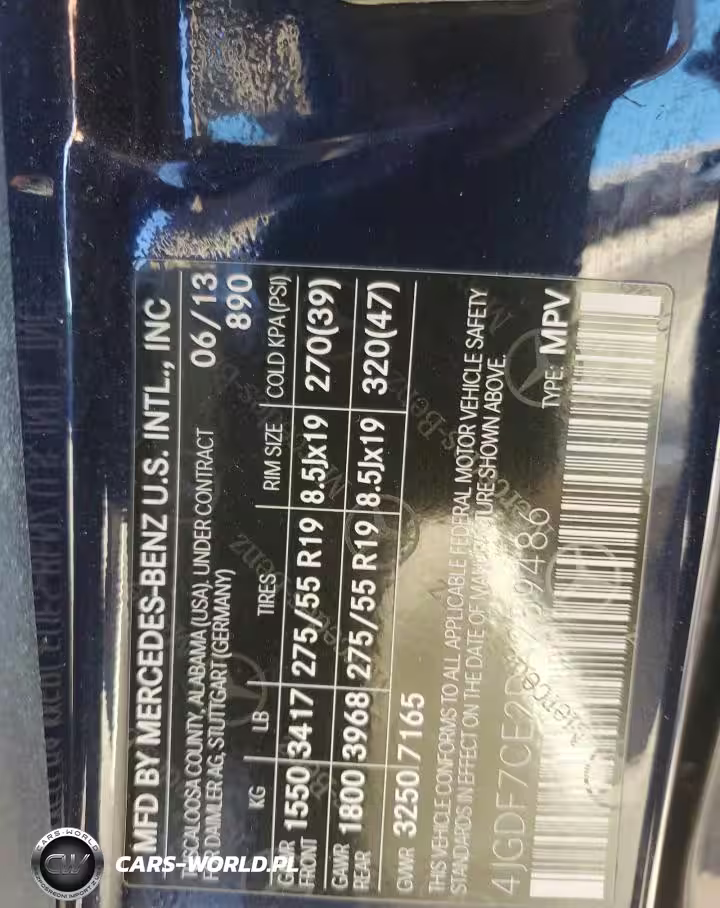 MFD BY MERCEDES-BENZ U.S. INTL., INC
TUSCALOOSA COUNTY, ALABAMA (USA), UNDER CONTRACT 06/13
FOR DAIMLER AG, STUTTGART (GERMANY) 890
KG LB TIRES RIM SIZE COLD KPA (PSI)
GAWR FRONT 1550 3417 275/55 R19 8.5Jx19 270(39)
GAWR REAR 1800 3968 275/55 R19 8.5Jx19 320(47)
GVWR 3250 7165
THIS VEHICLE CONFORMS TO ALL APPLICABLE FEDERAL MOTOR VEHICLE SAFETY
STANDARDS IN EFFECT ON THE DATE OF MANUFACTURE SHOWN ABOVE.
TYPE: MPV
CARS-WORLD
CW
CARS-WORLD.PL